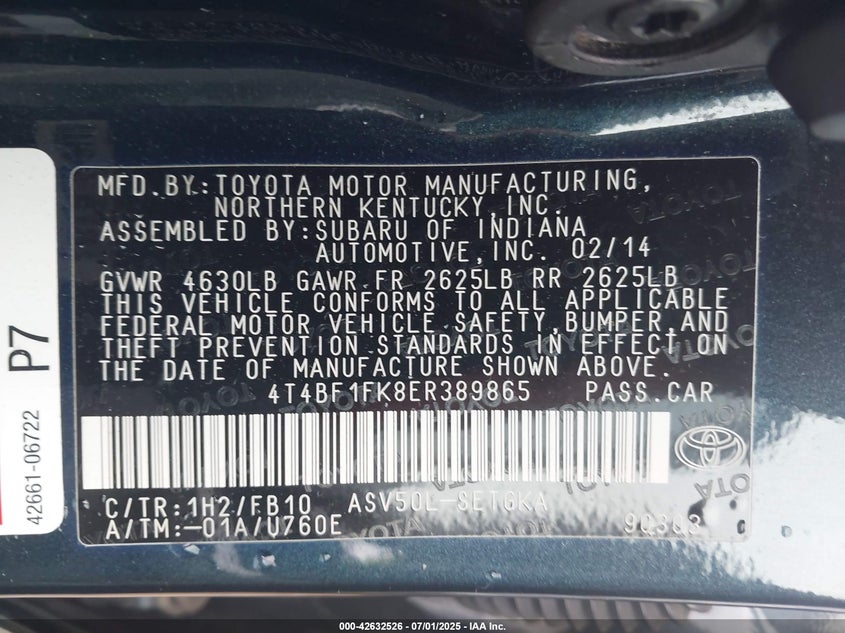 MFD.BY:TOYOTA MOTOR MANUFACTURING,
NORTHERN KENTUCKY,INC.
ASSEMBLED BY:SUBARU OF INDIANA
AUTOMOTIVE,INC. 02/14
GVWR 4630LB GAWR FR 2625LB RR 2625LB
THIS VEHICLE CONFORMS TO ALL APPLICABLE
FEDERAL MOTOR VEHICLE SAFETY,BUMPER,AND
THEFT PREVENTION STANDARDS IN EFFECT ON
THE DATE OF MANUFACTURE SHOWN ABOVE.
4T4BF1FK8ER389865 PASS.CAR
C/TR:1H2/FB10 ASV50L-SETGKA
A/TM:-01A/U760E 9Q303
P7
42661-06722
000-42632526 / 07/01/2025 - IAA Inc.